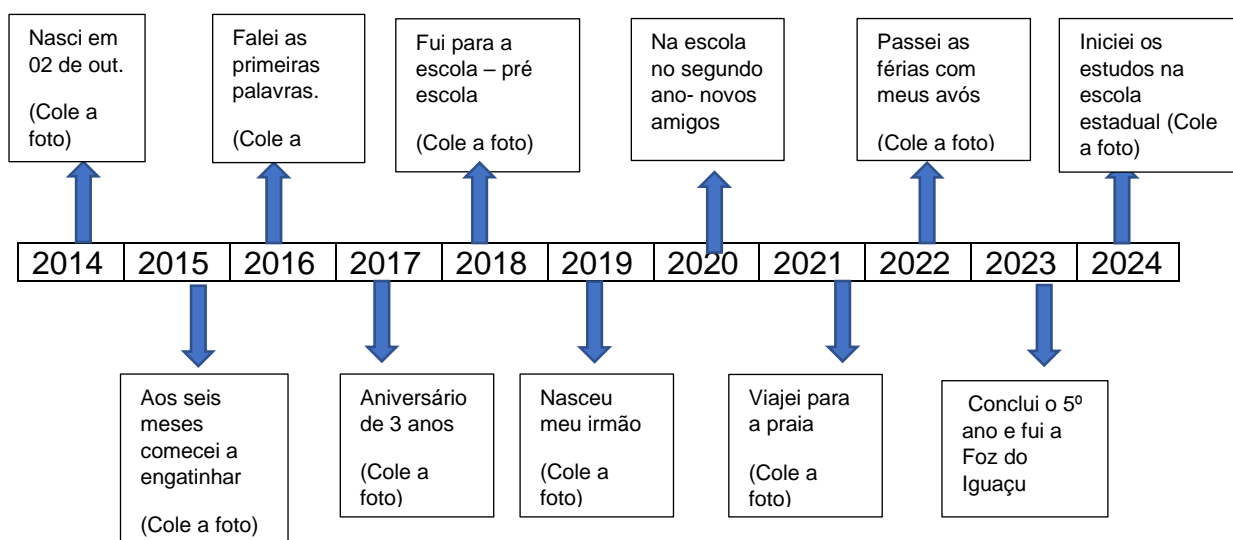 Nasci em
02 de out.
(Cole a
foto)
Falei as
primeiras
palavras.
(Cole a
Fui para a
escola – pré
escola
(Cole a foto)
Na escola
no segundo
ano- novos
amigos
Passei as
férias com
meus avós
(Cole a foto)
Iniciei os
estudos na
escola
estadual (Cole
a foto)
2014 2015 2016 2017 2018 2019 2020 2021 2022 2023 2024
Aos seis
meses
comecei a
engatinhar
(Cole a foto)
Aniversário
de 3 anos
(Cole a
foto)
Nasceu
meu irmão
(Cole a
foto)
Viajei para
a praia
(Cole a
foto)
Conclui o 5º
ano e fui a
Foz do
Iguaçu